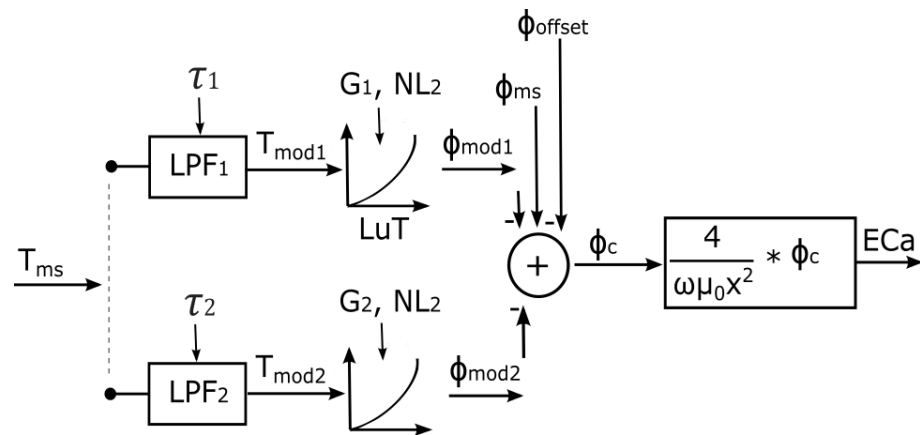 ϕoffset
τ1
G1, NL2
ϕms
LPF1
Tmod1
ϕmod1
LuT
Tms
ϕc
4
ωμ0x²
* ϕc
ECa
τ2
G2, NL2
LPF2
Tmod2
ϕmod2
-
-
-
+